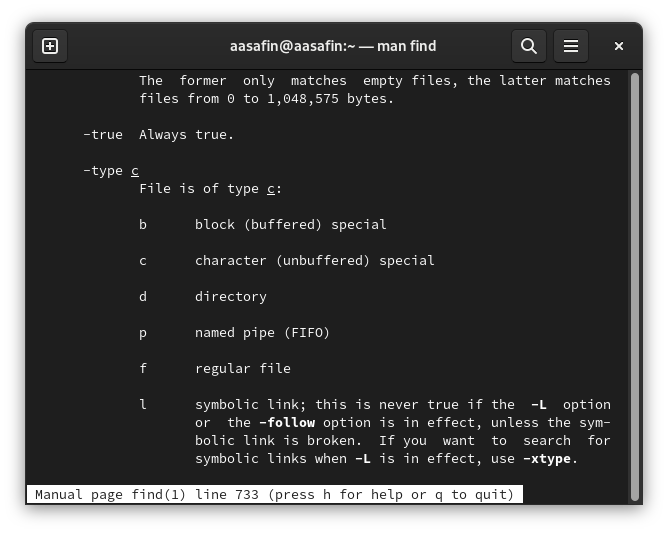 aasafin@aasafin:~ — man find
The former only matches empty files, the latter matches
files from 0 to 1,048,575 bytes.
-true Always true.
-type c
File is of type c:
b block (buffered) special
c character (unbuffered) special
d directory
p named pipe (FIFO)
f regular file
l symbolic link; this is never true if the -L option
or the -follow option is in effect, unless the sym-
bolic link is broken. If you want to search for
symbolic links when -L is in effect, use -xtype.
Manual page find(1) line 733 (press h for help or q to quit)